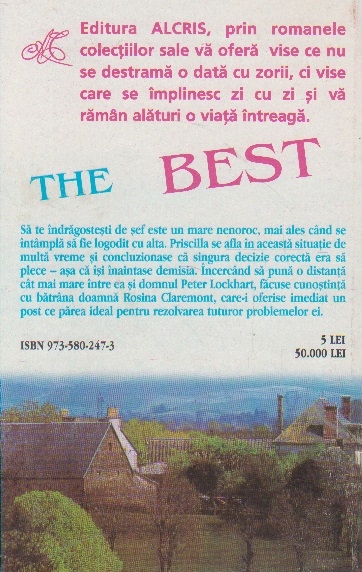 Editura ALCRIS, prin romanele
colecțiilor sale vă oferă vise ce nu
se destramă o dată cu zorii, ci vise
care se împlinesc zi cu zi și vă
rămân alături o viață întreagă.
THE BEST
Să te îndrăgostești de șef este un mare nenoroc, mai ales când se
întâmplă să fie logodit cu alta. Priscilla se afla în această situație de
multă vreme și concluzionase că singura decizie corectă era să
plece – așa că își înaintase demisia. Încercând să pună o distanță
cât mai mare între ea și domnul Peter Lockhart, făcuse cunoștință
cu bătrâna doamnă Rosina Claremont, care-i oferise imediat un
post ce părea ideal pentru rezolvarea tuturor problemelor ei.
ISBN 973-580-247-3
5 LEI
50.000 LEI